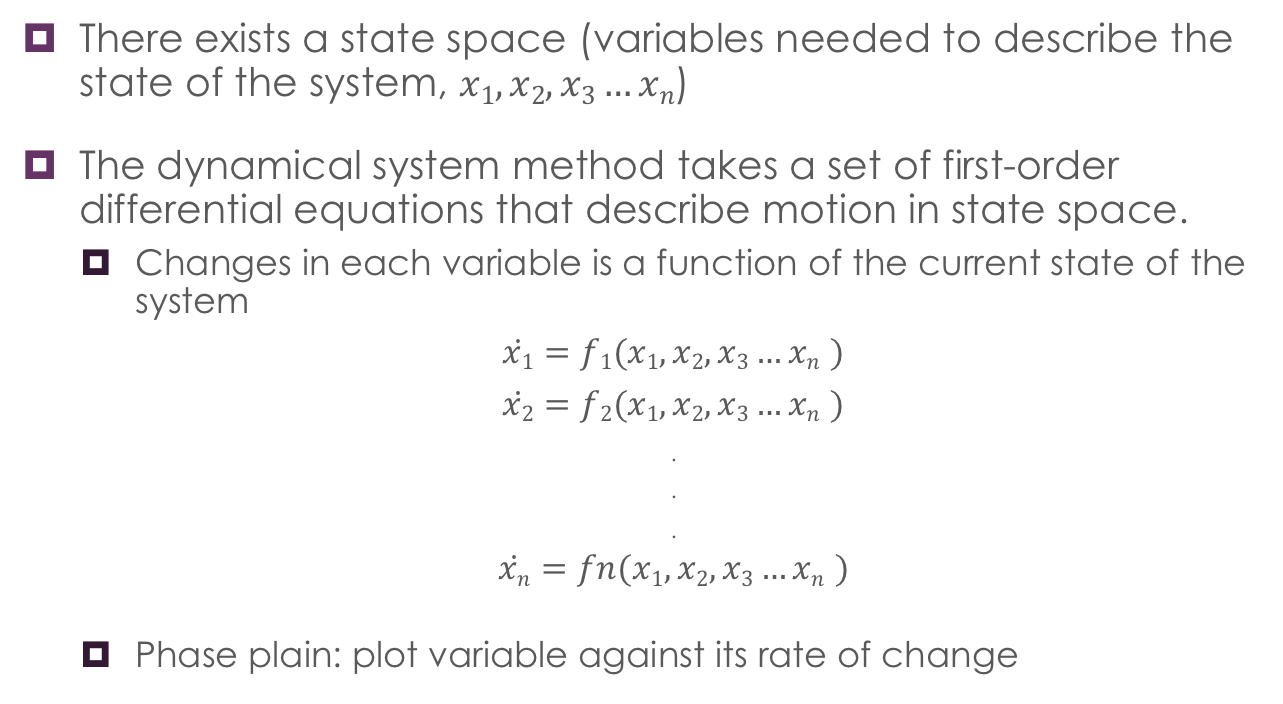 There exists a state space (variables needed to describe the
state of the system, x₁, x₂, x₃ … xₙ)
The dynamical system method takes a set of first-order
differential equations that describe motion in state space.
Changes in each variable is a function of the current state of the
system
ẋ₁ = f₁(x₁, x₂, x₃ … xₙ )
ẋ₂ = f₂(x₁, x₂, x₃ … xₙ )
.
.
.
ẋₙ = fn(x₁, x₂, x₃ … xₙ )
Phase plain: plot variable against its rate of change